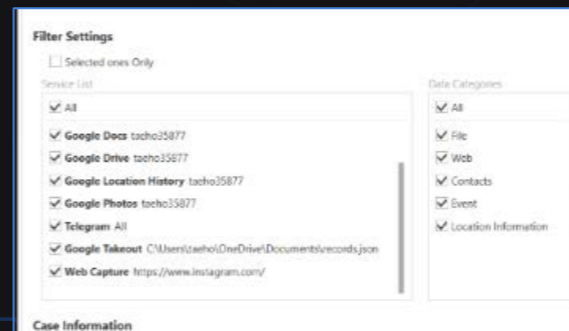 Filter Settings
Selected ones Only
Service List
Date Categories
All
Google Docs taeho35877
Google Drive taeho35877
Google Location History taeho35877
Google Photos taeho35877
Telegram All
Google Takeout C:\Users\taeho\OneDrive\Documents\records.json
Web Capture https://www.instagram.com/
All
File
Web
Contacts
Event
Location Information
Case Information